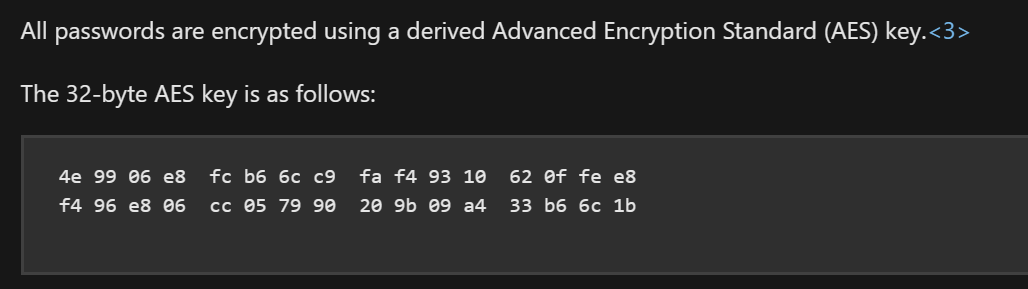 All passwords are encrypted using a derived Advanced Encryption Standard (AES) key.<3>
The 32-byte AES key is as follows:
4e 99 06 e8  fc b6 6c c9  fa f4 93 10  62 0f fe e8
f4 96 e8 06  cc 05 79 90  20 9b 09 a4  33 b6 6c 1b